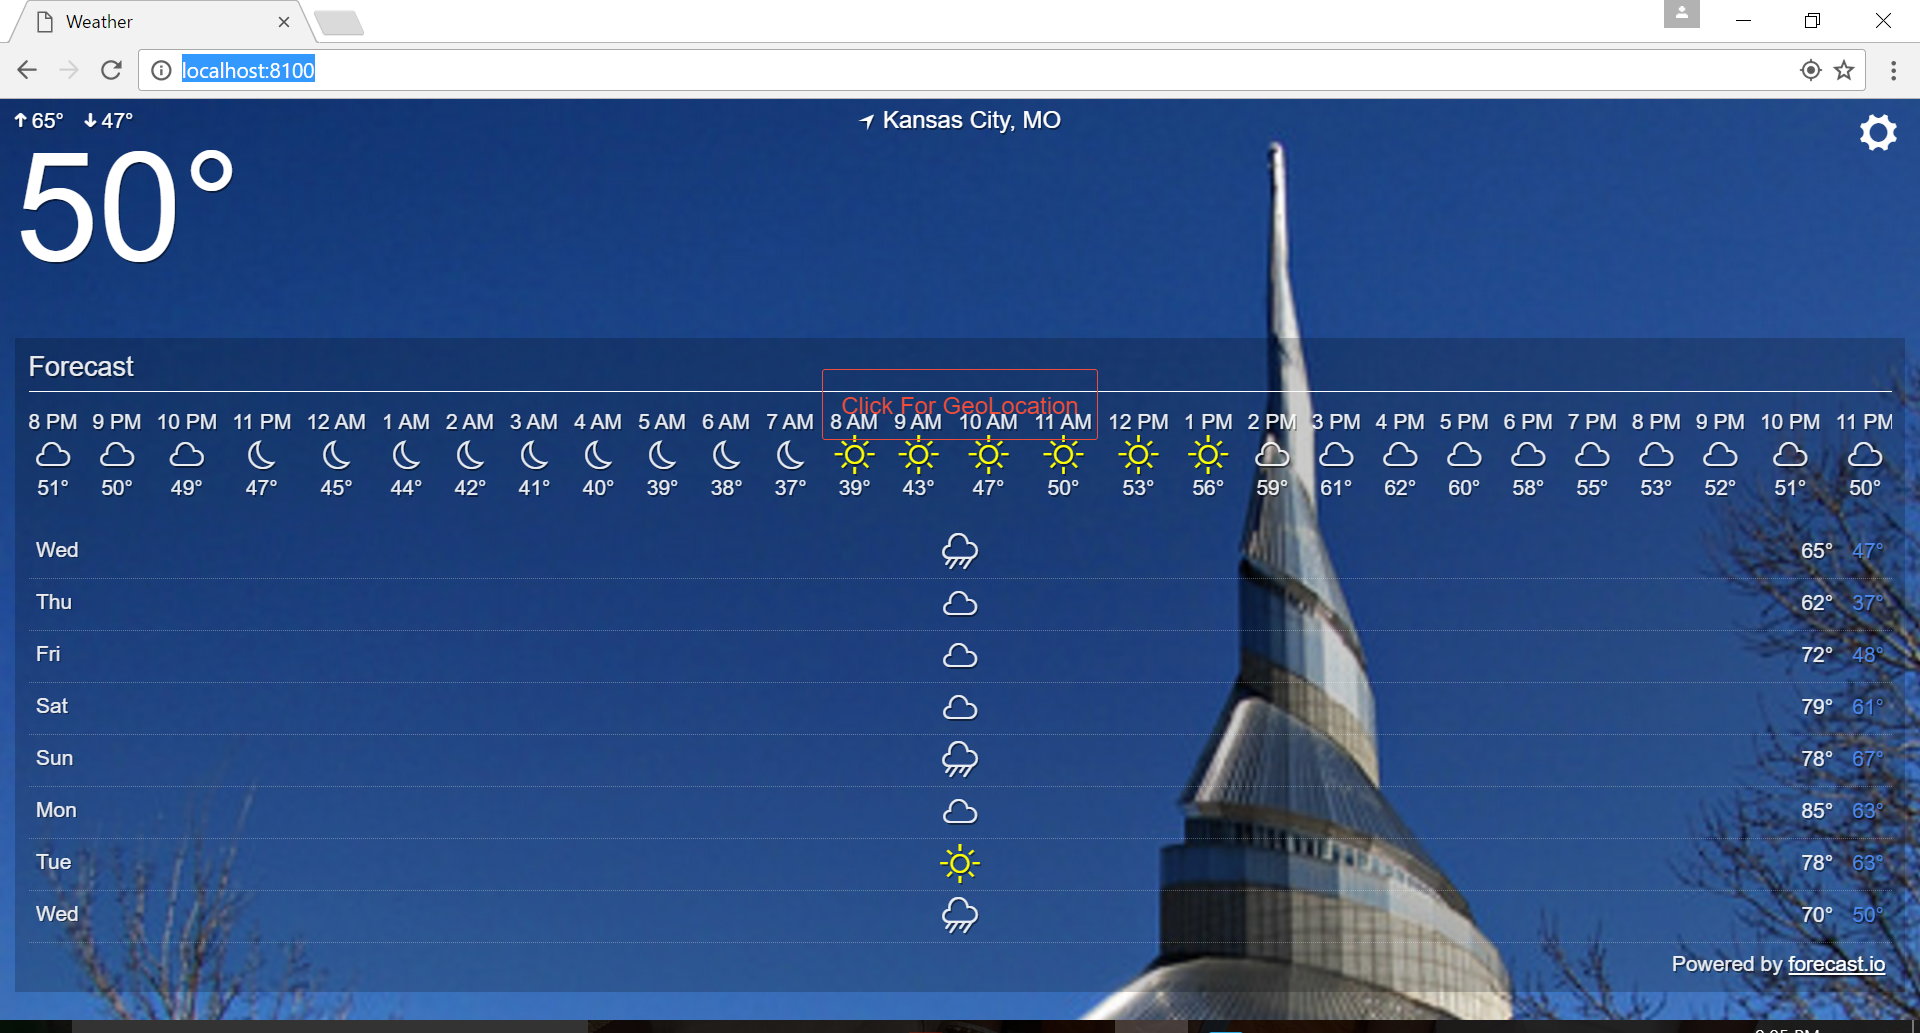 Weather
localhost:8100
65° 47°
Kansas City, MO
50°
Forecast
Click For GeoLocation
8 PM 9 PM 10 PM 11 PM 12 AM 1 AM 2 AM 3 AM 4 AM 5 AM 6 AM 7 AM 8 AM 9 AM 10 AM 11 AM 12 PM 1 PM 2 PM 3 PM 4 PM 5 PM 6 PM 7 PM 8 PM 9 PM 10 PM 11 PM
51° 50° 49° 47° 45° 44° 42° 41° 40° 39° 38° 37° 39° 43° 47° 50° 53° 56° 59° 61° 62° 60° 58° 55° 53° 52° 51° 50°
Wed 65° 47°
Thu 62° 37°
Fri 72° 48°
Sat 79° 61°
Sun 78° 67°
Mon 85° 63°
Tue 78° 63°
Wed 70° 50°
Powered by forecast.io